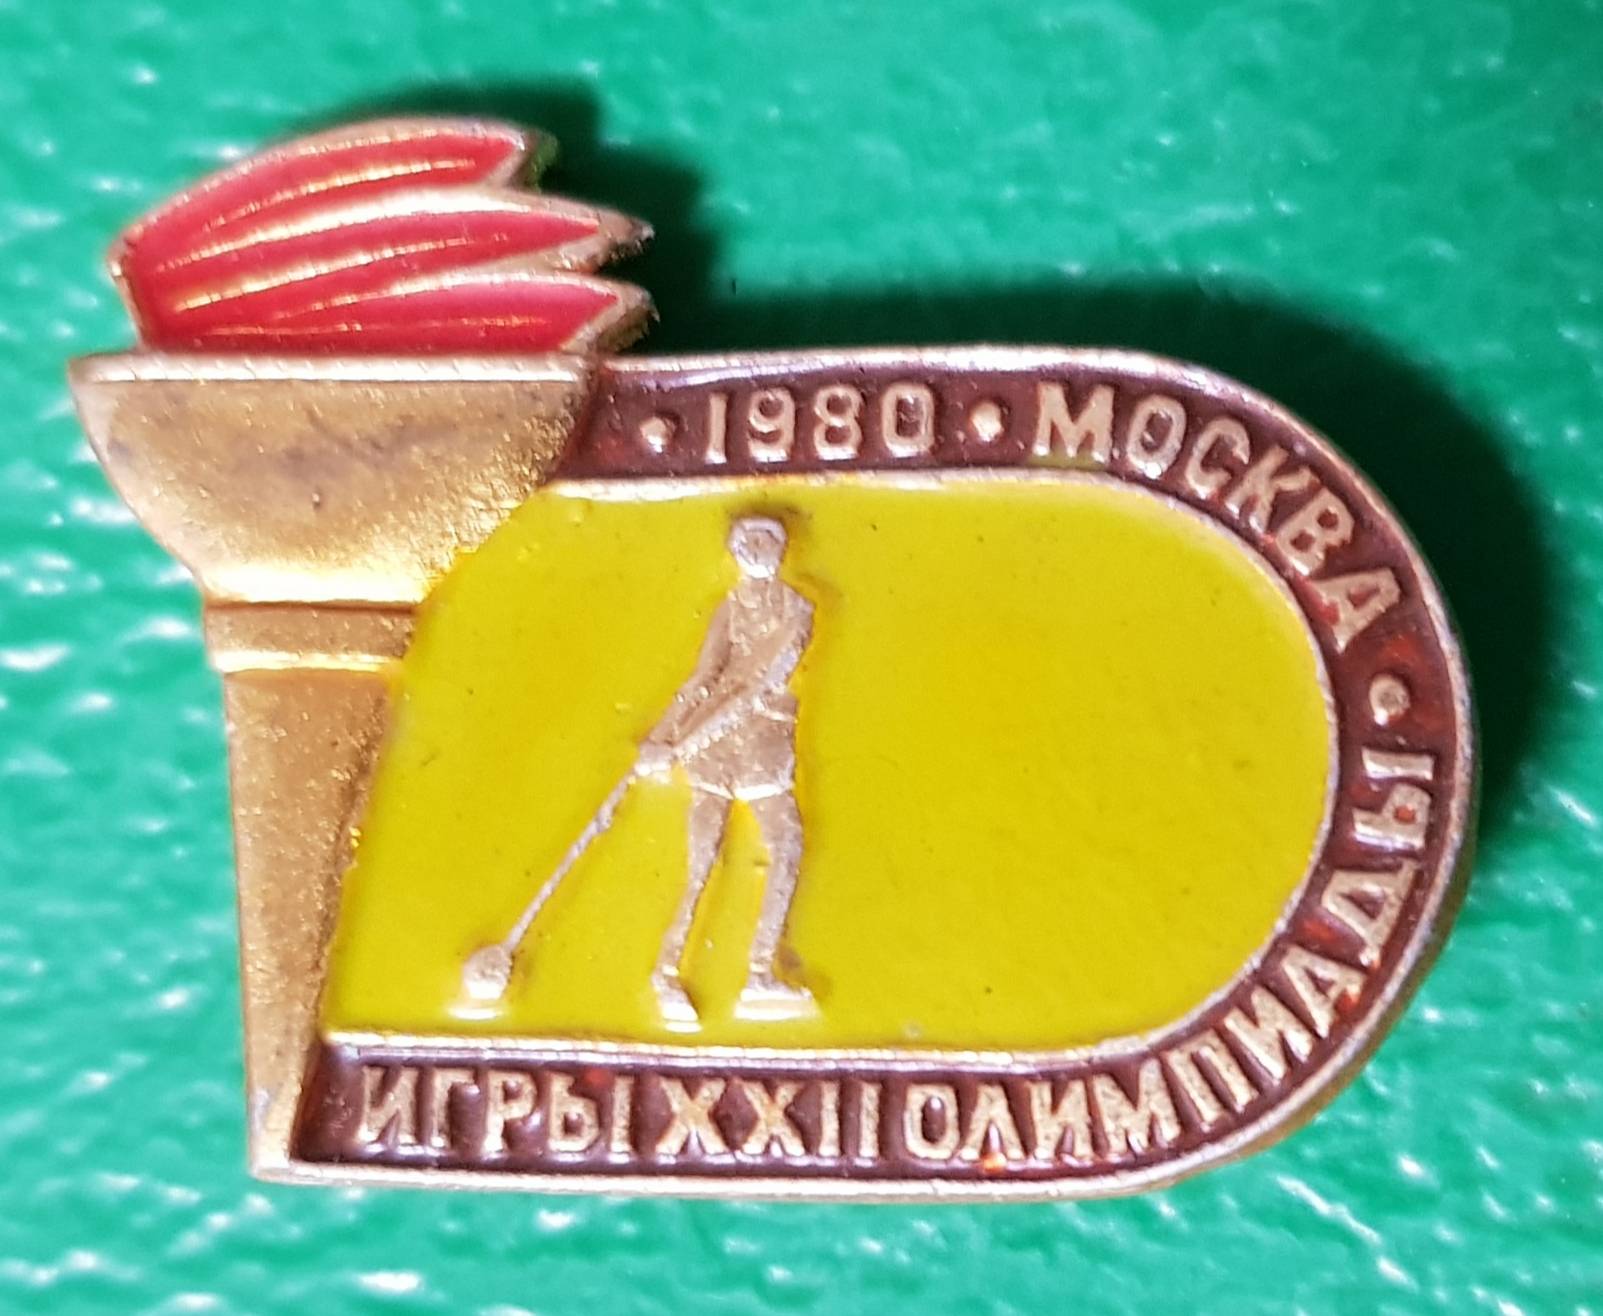 · 1980 · МОСКВА ·
ИГРЫ XXII ОЛИМПИАДЫ